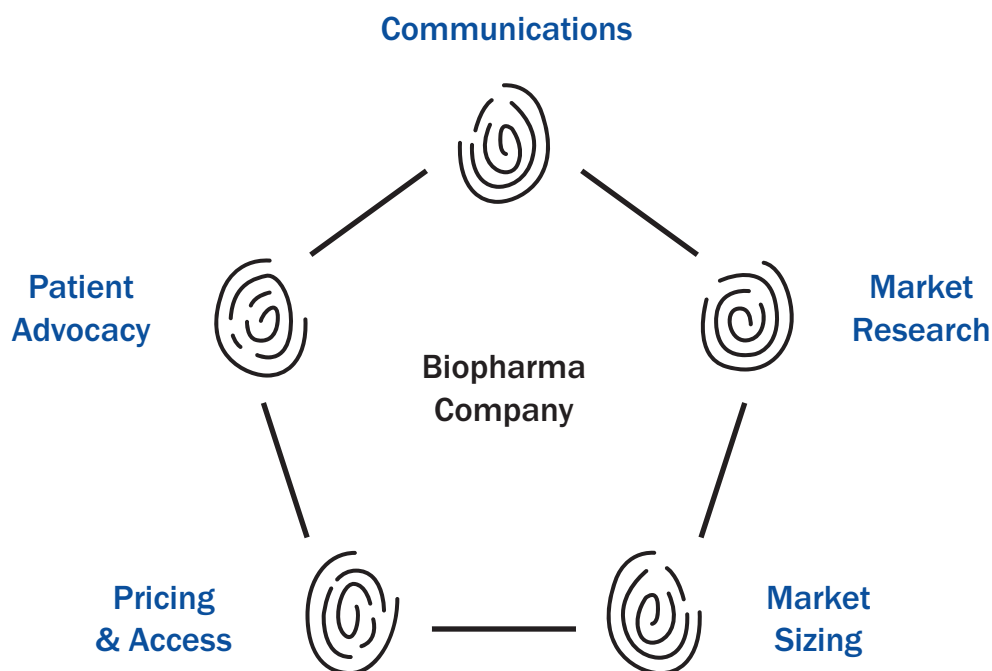 Communications
Patient
Advocacy
Market
Research
Biopharma
Company
Pricing
& Access
Market
Sizing